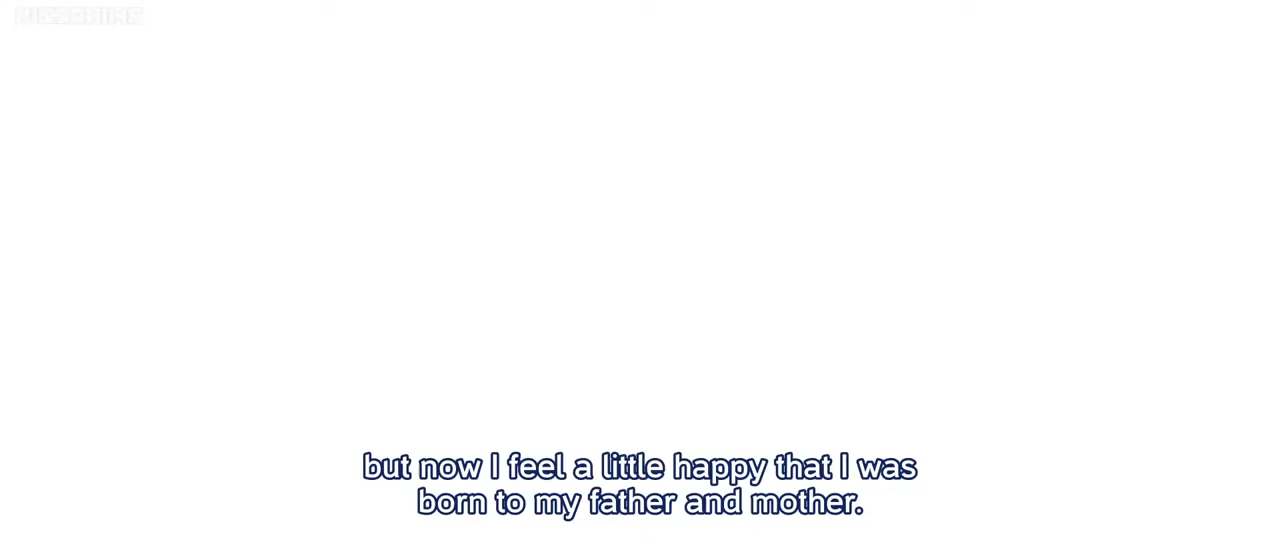 but now I feel a little happy that I was
born to my father and mother.